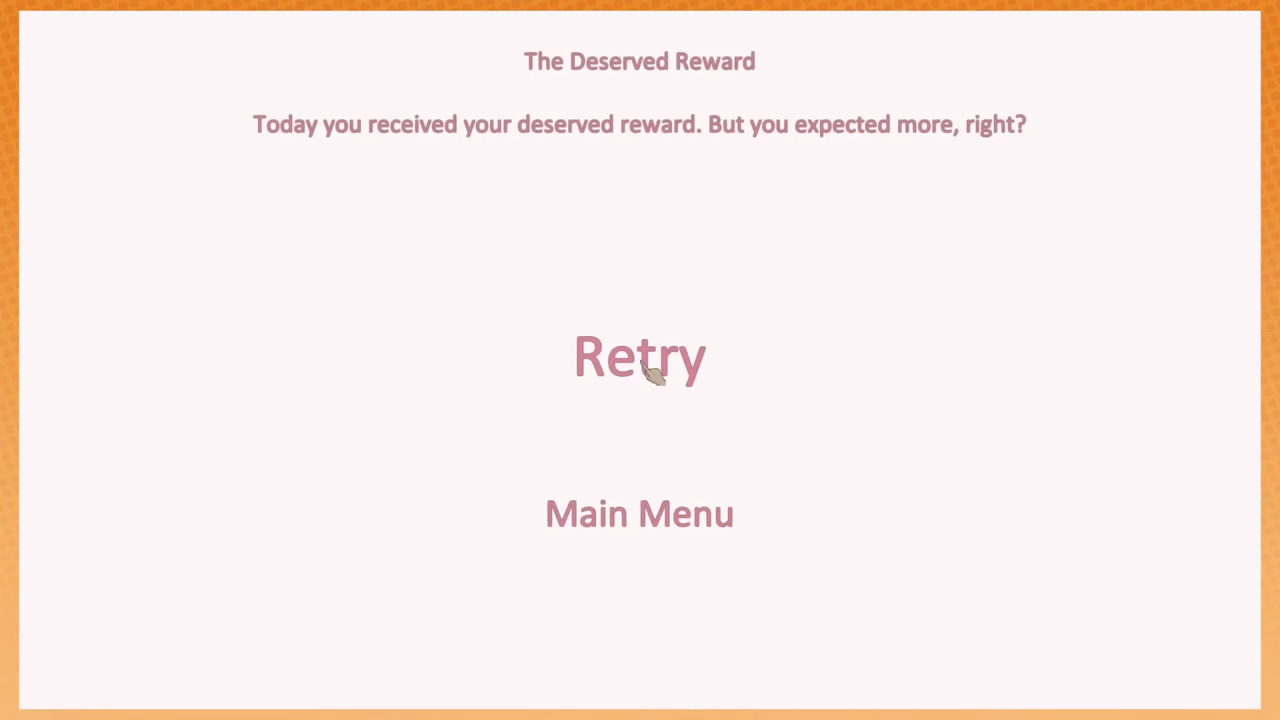 The Deserved Reward
Today you received your deserved reward. But you expected more, right?
Retry
Main Menu